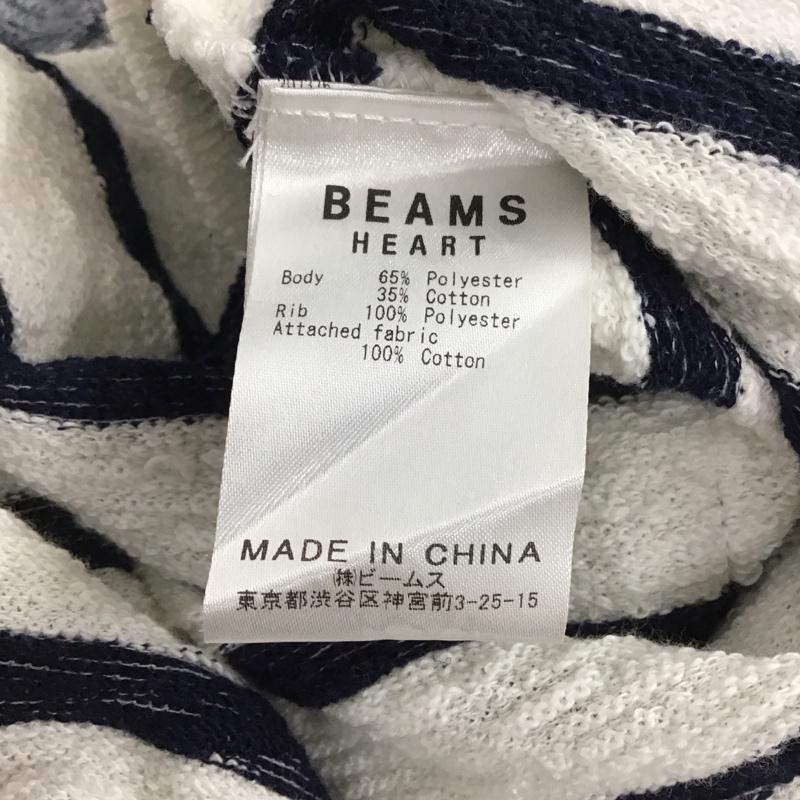 BEAMS
HEART
Body 65% Polyester
35% Cotton
Rib 100% Polyester
Attached fabric
100% Cotton
MADE IN CHINA
㈱ビームス
東京都渋谷区神宮前3-25-15